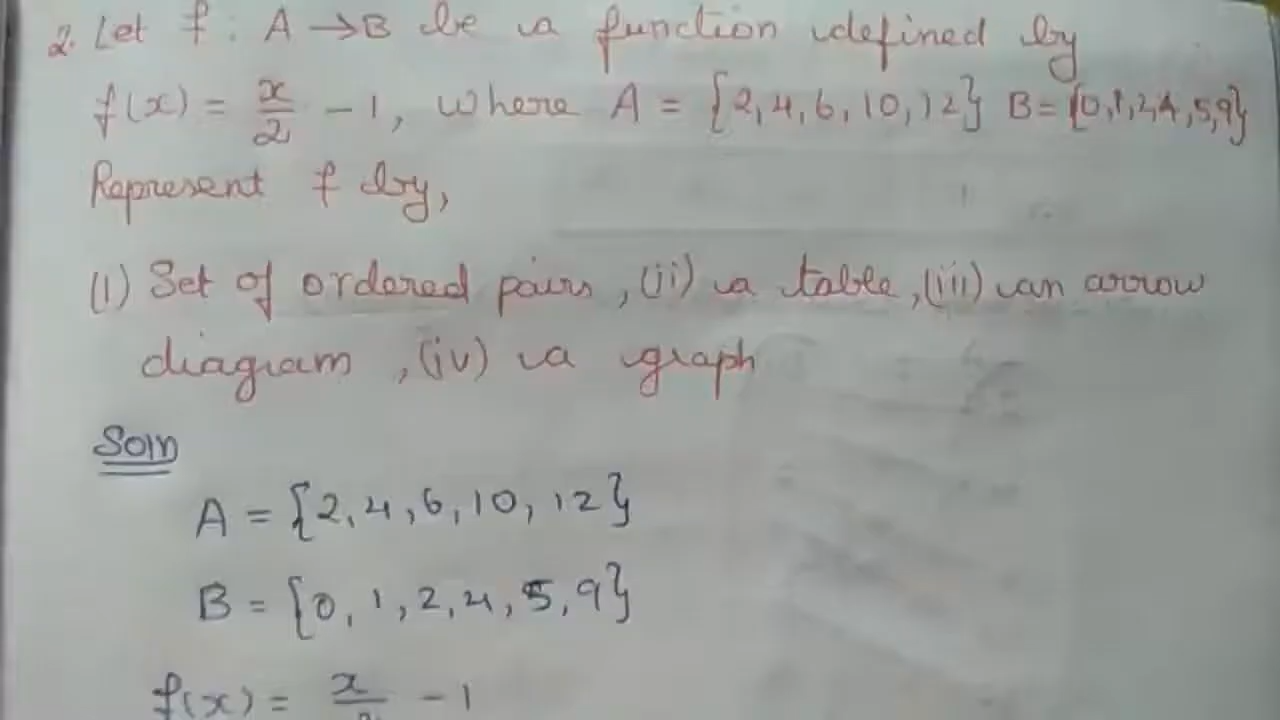 2. Let f : A → B be a function defined by
f(x) = x/2 - 1, where A = {2, 4, 6, 10, 12} B = {0, 1, 2, 4, 5, 9}
Represent f by,
(i) Set of ordered pairs, (ii) a table, (iii) an arrow
diagram, (iv) a graph
Soln
A = {2, 4, 6, 10, 12}
B = {0, 1, 2, 4, 5, 9}
f(x) = x/2 - 1